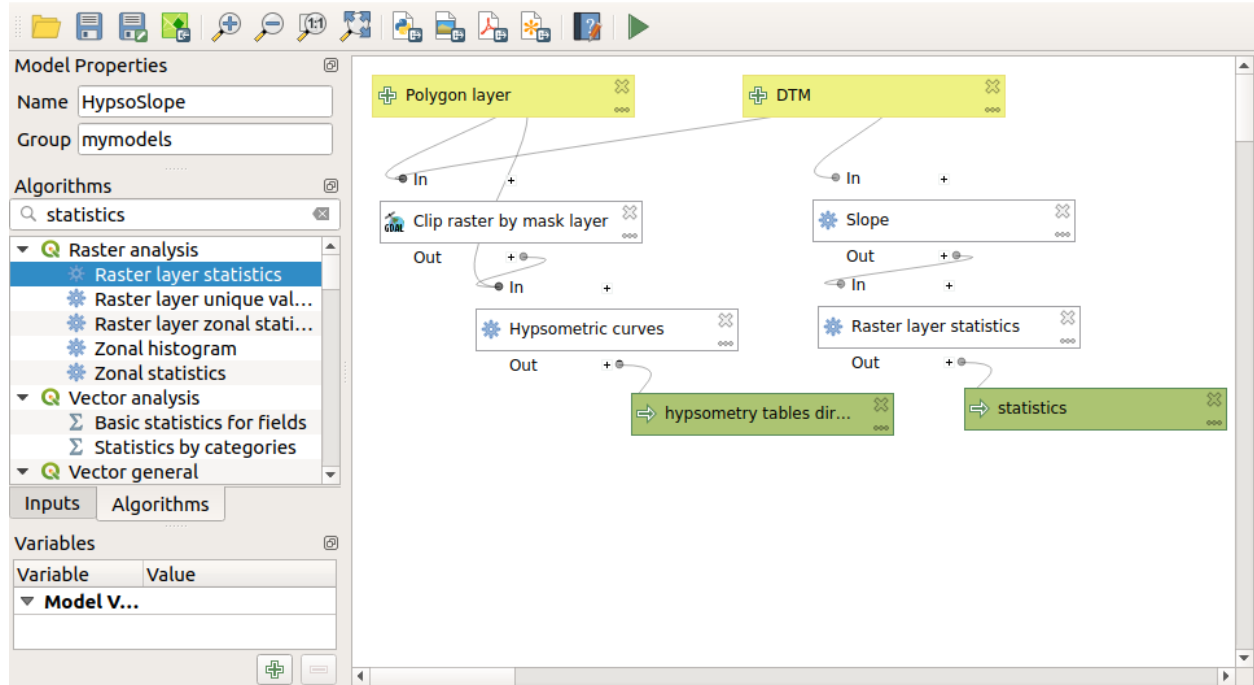 1:1
Model Properties
Name HypsoSlope
Group mymodels
Algorithms
statistics
Raster analysis
Raster layer statistics
Raster layer unique val...
Raster layer zonal stati...
Zonal histogram
Zonal statistics
Vector analysis
Basic statistics for fields
Statistics by categories
Vector general
Inputs Algorithms
Variables
Variable Value
Model V...
Polygon layer
DTM
In
In
GDAL Clip raster by mask layer
Slope
Out
Out
In
In
Hypsometric curves
Raster layer statistics
Out
Out
hypsometry tables dir...
statistics